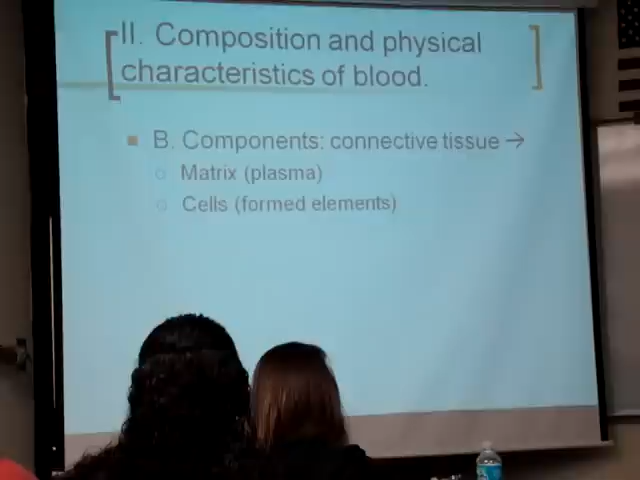 II. Composition and physical
characteristics of blood.
B. Components: connective tissue →
Matrix (plasma)
Cells (formed elements)